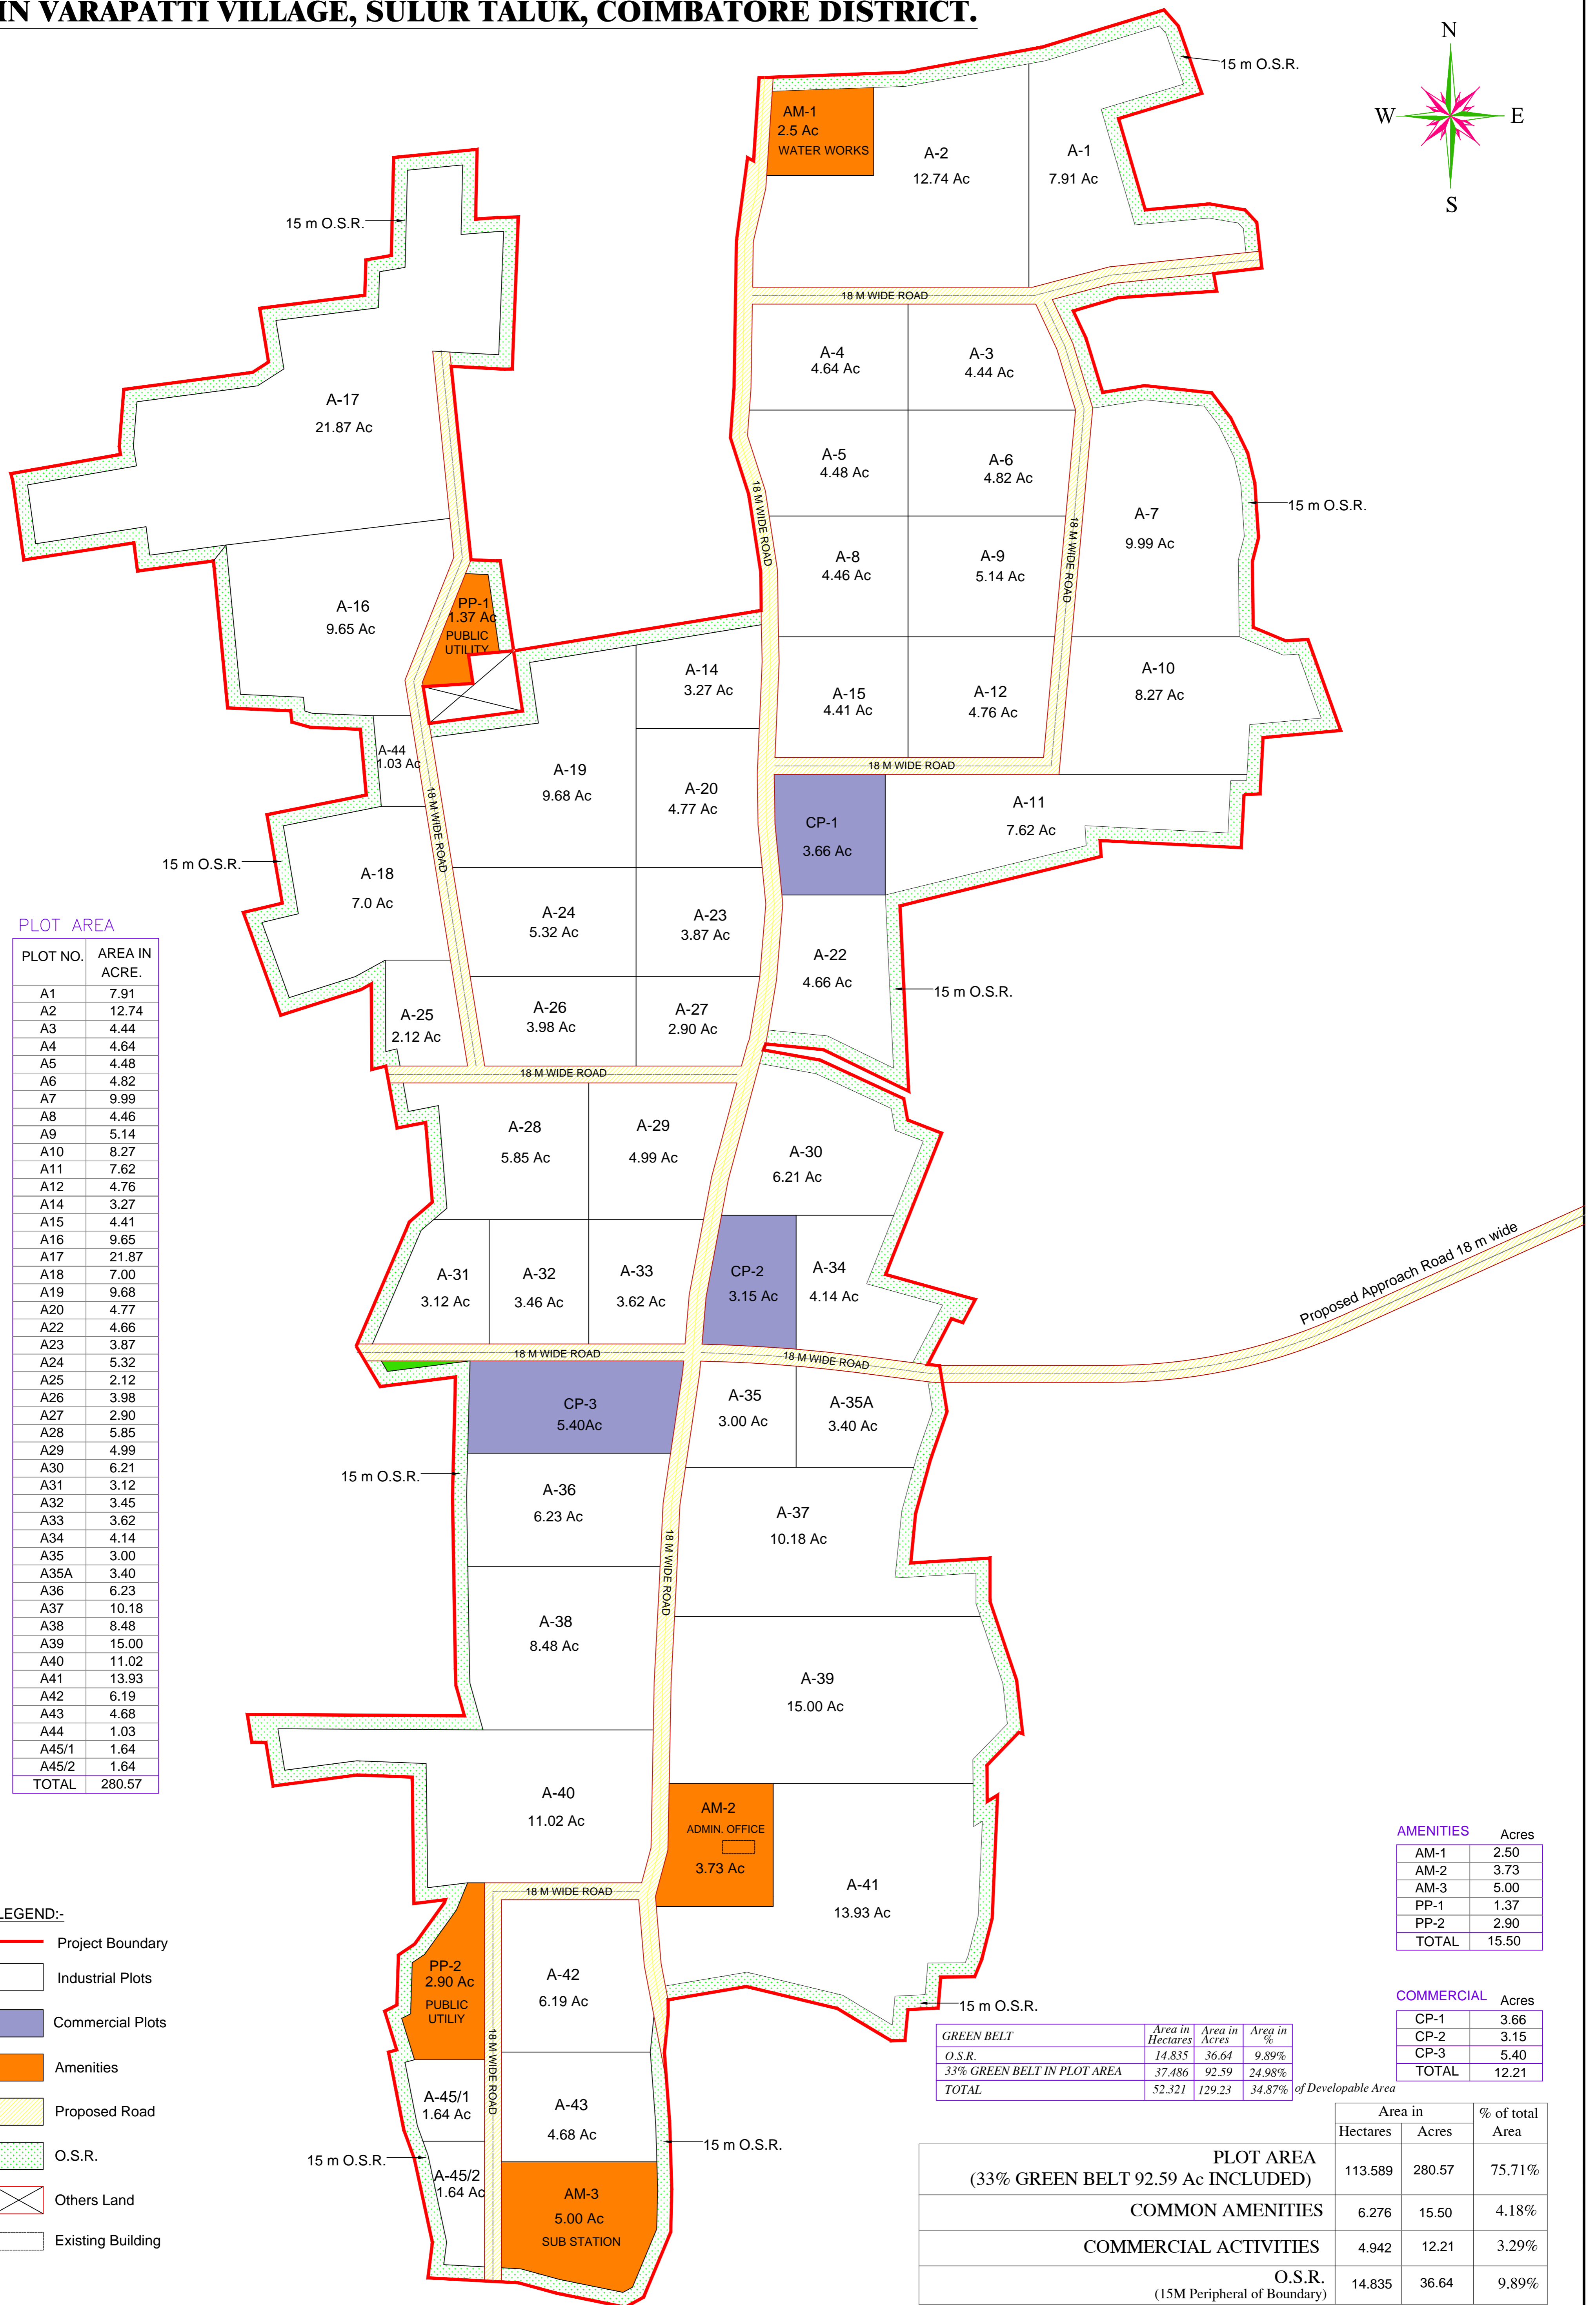 IN VARAPATTI VILLAGE, SULUR TALUK, COIMBATORE DISTRICT.
N
W E
S
15 m O.S.R.
AM-1
2.5 Ac
WATER WORKS
A-2
12.74 Ac
A-1
7.91 Ac
15 m O.S.R.
18 M WIDE ROAD
A-4
4.64 Ac
A-3
4.44 Ac
A-17
21.87 Ac
A-5
4.48 Ac
A-6
4.82 Ac
18 M WIDE ROAD
15 m O.S.R.
A-7
9.99 Ac
18 M WIDE ROAD
A-8
4.46 Ac
A-9
5.14 Ac
A-16
9.65 Ac
PP-1
1.37 Ac
PUBLIC
UTILITY
A-14
3.27 Ac
A-15
4.41 Ac
A-12
4.76 Ac
A-10
8.27 Ac
A-44
1.03 Ac
18 M WIDE ROAD
A-19
9.68 Ac
A-20
4.77 Ac
18 M WIDE ROAD
CP-1
3.66 Ac
A-11
7.62 Ac
15 m O.S.R.
A-18
7.0 Ac
A-24
5.32 Ac
A-23
3.87 Ac
A-22
4.66 Ac
15 m O.S.R.
A-25
2.12 Ac
A-26
3.98 Ac
A-27
2.90 Ac
18 M WIDE ROAD
A-28
5.85 Ac
A-29
4.99 Ac
A-30
6.21 Ac
A-31
3.12 Ac
A-32
3.46 Ac
A-33
3.62 Ac
CP-2
3.15 Ac
A-34
4.14 Ac
Proposed Approach Road 18 m wide
18 M WIDE ROAD
18 M WIDE ROAD
CP-3
5.40Ac
A-35
3.00 Ac
A-35A
3.40 Ac
15 m O.S.R.
A-36
6.23 Ac
A-37
10.18 Ac
18 M WIDE ROAD
A-38
8.48 Ac
A-39
15.00 Ac
A-40
11.02 Ac
AM-2
ADMIN. OFFICE
3.73 Ac
A-41
13.93 Ac
18 M WIDE ROAD
PP-2
2.90 Ac
PUBLIC
UTILIY
A-42
6.19 Ac
15 m O.S.R.
18 M WIDE ROAD
A-45/1
1.64 Ac
A-43
4.68 Ac
15 m O.S.R.
15 m O.S.R.
A-45/2
1.64 Ac
AM-3
5.00 Ac
SUB STATION
PLOT AREA
PLOT NO. AREA IN
ACRE.
A1 7.91
A2 12.74
A3 4.44
A4 4.64
A5 4.48
A6 4.82
A7 9.99
A8 4.46
A9 5.14
A10 8.27
A11 7.62
A12 4.76
A14 3.27
A15 4.41
A16 9.65
A17 21.87
A18 7.00
A19 9.68
A20 4.77
A22 4.66
A23 3.87
A24 5.32
A25 2.12
A26 3.98
A27 2.90
A28 5.85
A29 4.99
A30 6.21
A31 3.12
A32 3.45
A33 3.62
A34 4.14
A35 3.00
A35A 3.40
A36 6.23
A37 10.18
A38 8.48
A39 15.00
A40 11.02
A41 13.93
A42 6.19
A43 4.68
A44 1.03
A45/1 1.64
A45/2 1.64
TOTAL 280.57
LEGEND:-
Project Boundary
Industrial Plots
Commercial Plots
Amenities
Proposed Road
O.S.R.
Others Land
Existing Building
AMENITIES Acres
AM-1 2.50
AM-2 3.73
AM-3 5.00
PP-1 1.37
PP-2 2.90
TOTAL 15.50
COMMERCIAL Acres
CP-1 3.66
CP-2 3.15
CP-3 5.40
TOTAL 12.21
GREEN BELT Area in Hectares Area in Acres Area in %
O.S.R. 14.835 36.64 9.89%
33% GREEN BELT IN PLOT AREA 37.486 92.59 24.98%
TOTAL 52.321 129.23 34.87% of Developable Area
Area in % of total
Hectares Acres Area
PLOT AREA
(33% GREEN BELT 92.59 Ac INCLUDED) 113.589 280.57 75.71%
COMMON AMENITIES 6.276 15.50 4.18%
COMMERCIAL ACTIVITIES 4.942 12.21 3.29%
O.S.R.
(15M Peripheral of Boundary) 14.835 36.64 9.89%